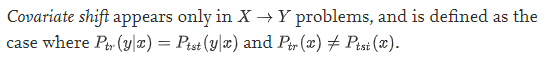 Covariate shift appears only in X → Y problems, and is defined as the
case where Ptr(y|x) = Ptst(y|x) and Ptr(x) ≠ Ptst(x).